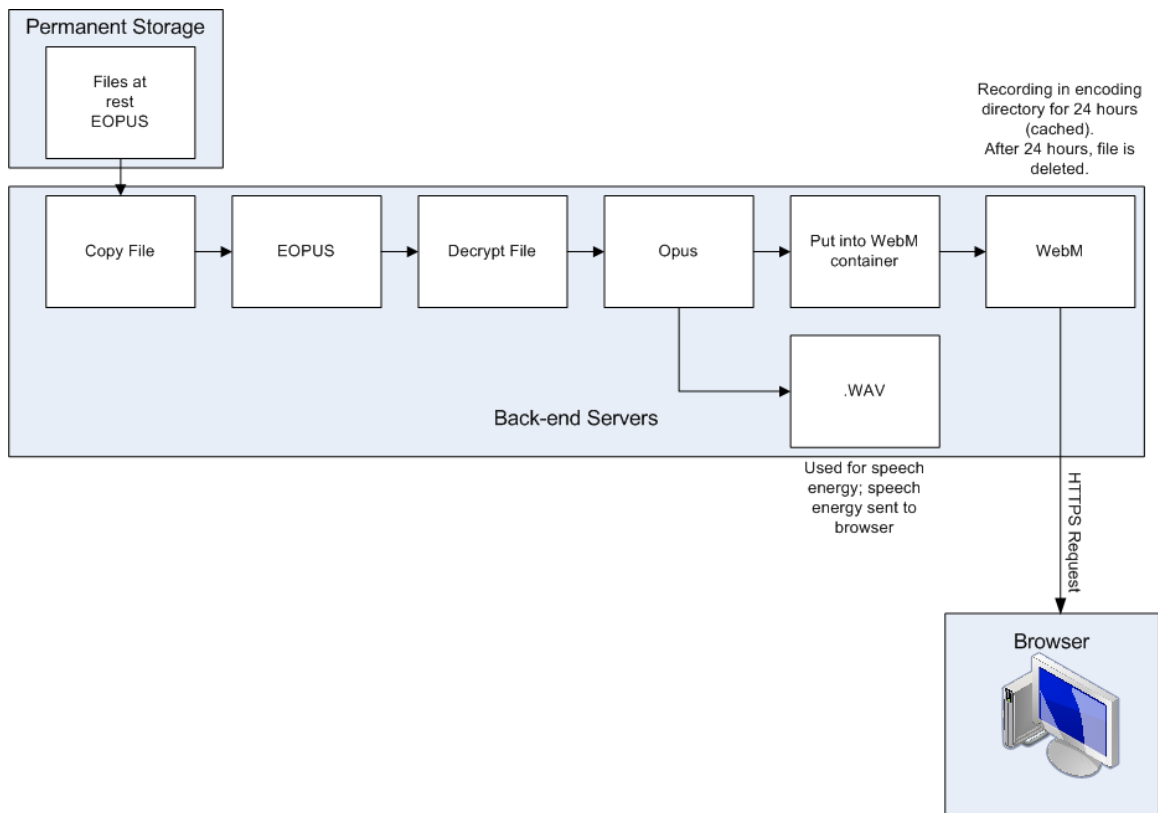 Permanent Storage
Files at
rest
EOPUS
Recording in encoding
directory for 24 hours
(cached).
After 24 hours, file is
deleted.
Copy File
EOPUS
Decrypt File
Opus
Put into WebM
container
WebM
.WAV
Back-end Servers
Used for speech
energy; speech
energy sent to
browser
HTTPS Request
Browser